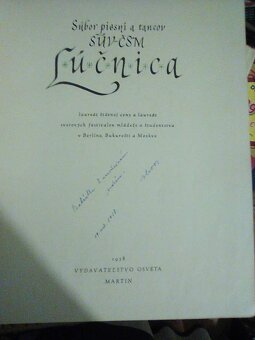 Súbor piesní a tancov
SÚV ČSM
Lúčnica
laureát štátnej ceny a laureát
svetových festivalov mládeže a študentstva
v Berlíne, Bukurešti a Moskve
1958
VYDAVATEĽSTVO OSVETA
MARTIN